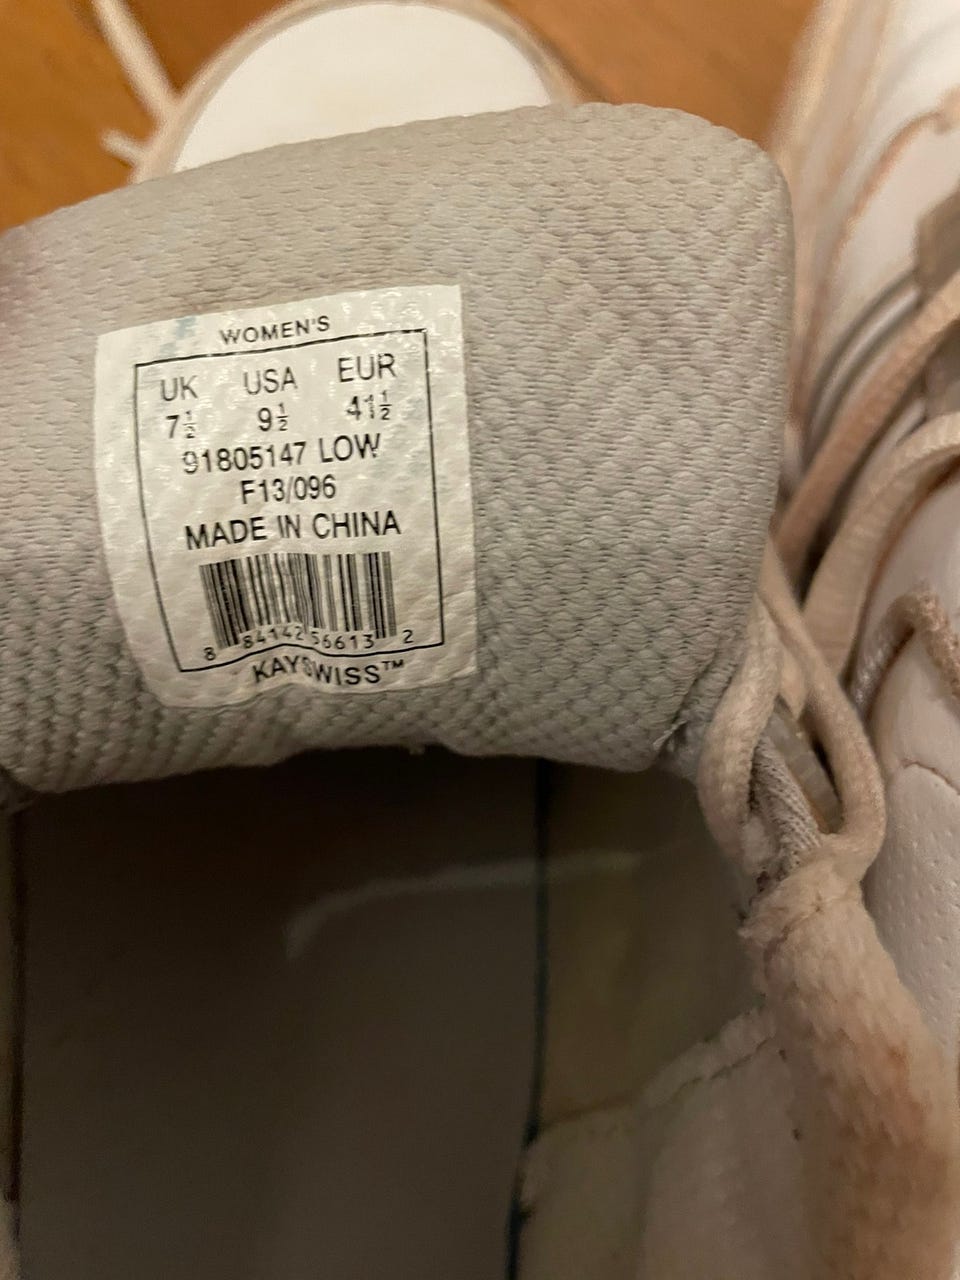 WOMEN'S
UK USA EUR
7½ 9½ 41½
91805147 LOW
F13/096
MADE IN CHINA
8 84142 56613 2
KAYSWISS™